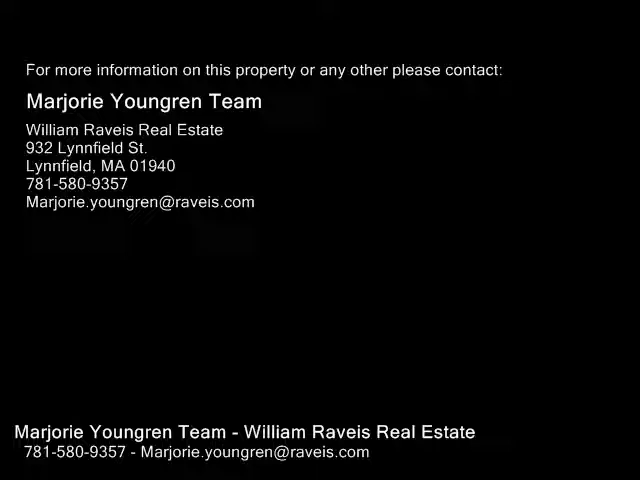 For more information on this property or any other please contact:
Marjorie Youngren Team
William Raveis Real Estate
932 Lynnfield St.
Lynnfield, MA 01940
781-580-9357
Marjorie.youngren@raveis.com
Marjorie Youngren Team - William Raveis Real Estate
781-580-9357 - Marjorie.youngren@raveis.com